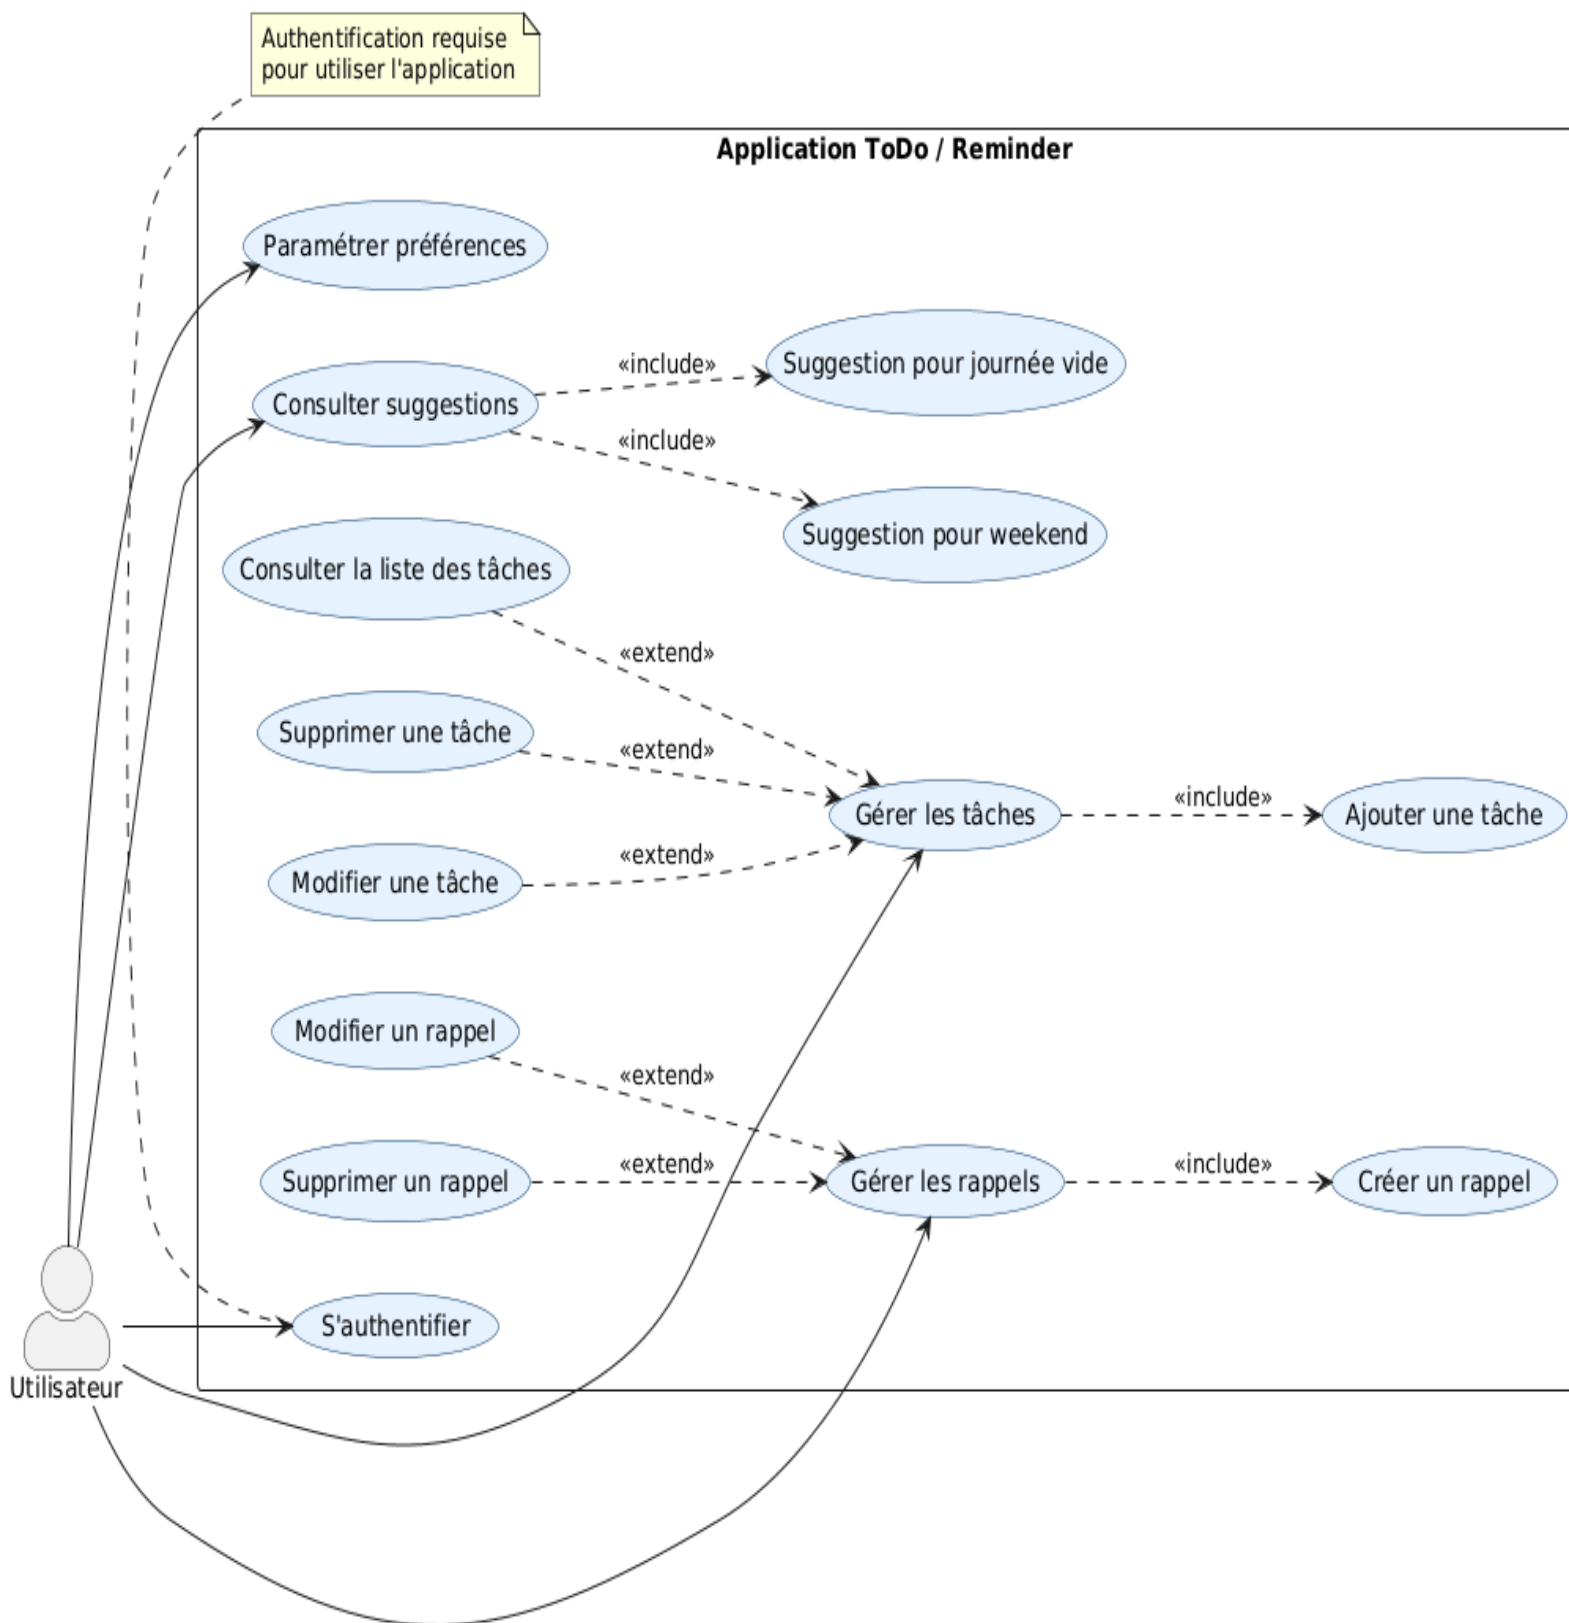 Authentification requise
pour utiliser l'application
Application ToDo / Reminder
Paramétrer préférences
Consulter suggestions
«include»
Suggestion pour journée vide
«include»
Suggestion pour weekend
Consulter la liste des tâches
«extend»
Supprimer une tâche
«extend»
Gérer les tâches
«include»
Ajouter une tâche
Modifier une tâche
«extend»
Modifier un rappel
«extend»
Supprimer un rappel
«extend»
Gérer les rappels
«include»
Créer un rappel
S'authentifier
Utilisateur